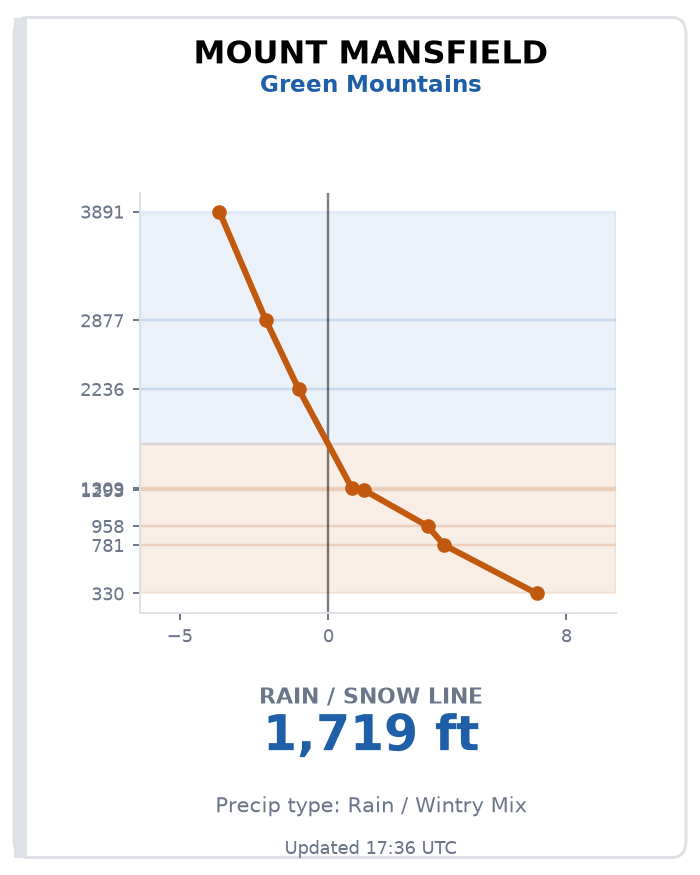 MOUNT MANSFIELD
Green Mountains
3891
2877
2236
958
781
330
−5 0 8
RAIN / SNOW LINE
1,719 ft
Precip type: Rain / Wintry Mix
Updated 17:36 UTC